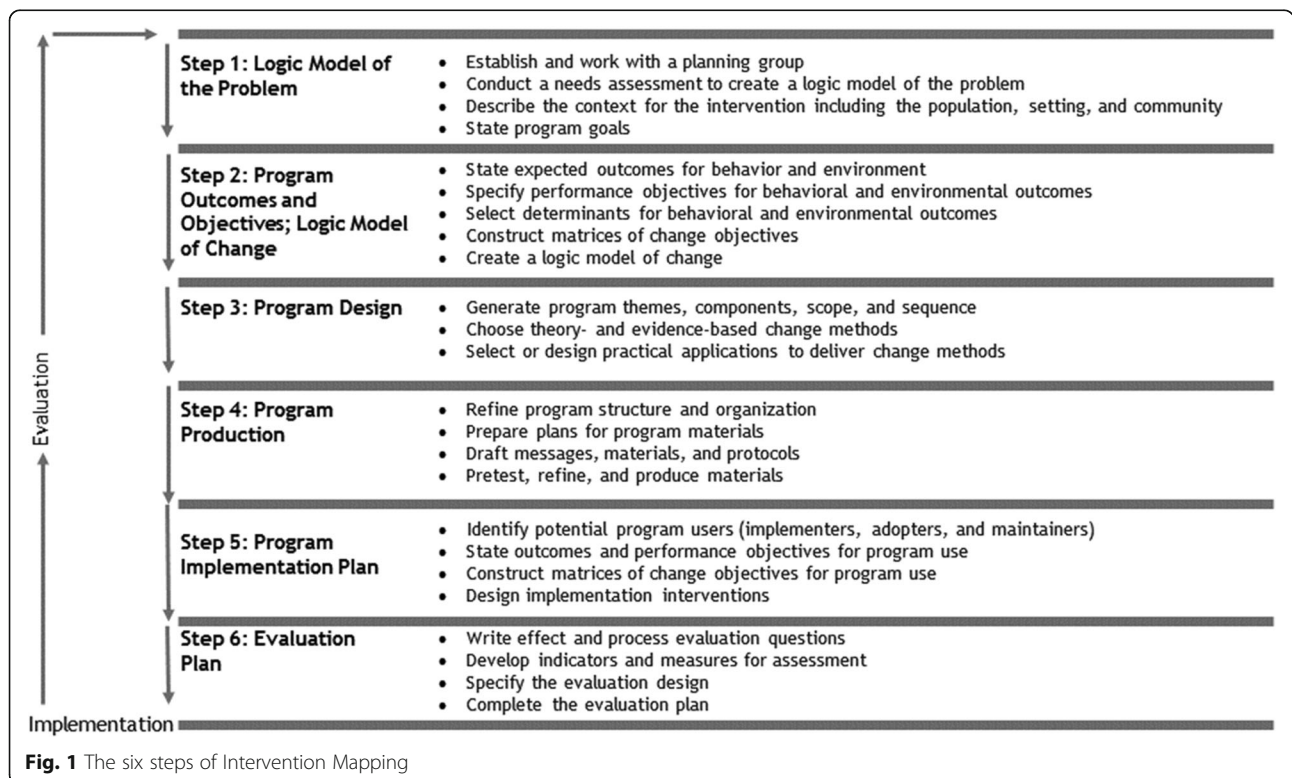 Step 1: Logic Model of
the Problem
• Establish and work with a planning group
• Conduct a needs assessment to create a logic model of the problem
• Describe the context for the intervention including the population, setting, and community
• State program goals
Step 2: Program
Outcomes and
Objectives; Logic Model
of Change
• State expected outcomes for behavior and environment
• Specify performance objectives for behavioral and environmental outcomes
• Select determinants for behavioral and environmental outcomes
• Construct matrices of change objectives
• Create a logic model of change
Step 3: Program Design
• Generate program themes, components, scope, and sequence
• Choose theory- and evidence-based change methods
• Select or design practical applications to deliver change methods
Step 4: Program
Production
• Refine program structure and organization
• Prepare plans for program materials
• Draft messages, materials, and protocols
• Pretest, refine, and produce materials
Step 5: Program
Implementation Plan
• Identify potential program users (implementers, adopters, and maintainers)
• State outcomes and performance objectives for program use
• Construct matrices of change objectives for program use
• Design implementation interventions
Step 6: Evaluation
Plan
• Write effect and process evaluation questions
• Develop indicators and measures for assessment
• Specify the evaluation design
• Complete the evaluation plan
Evaluation
Implementation
Fig. 1 The six steps of Intervention Mapping